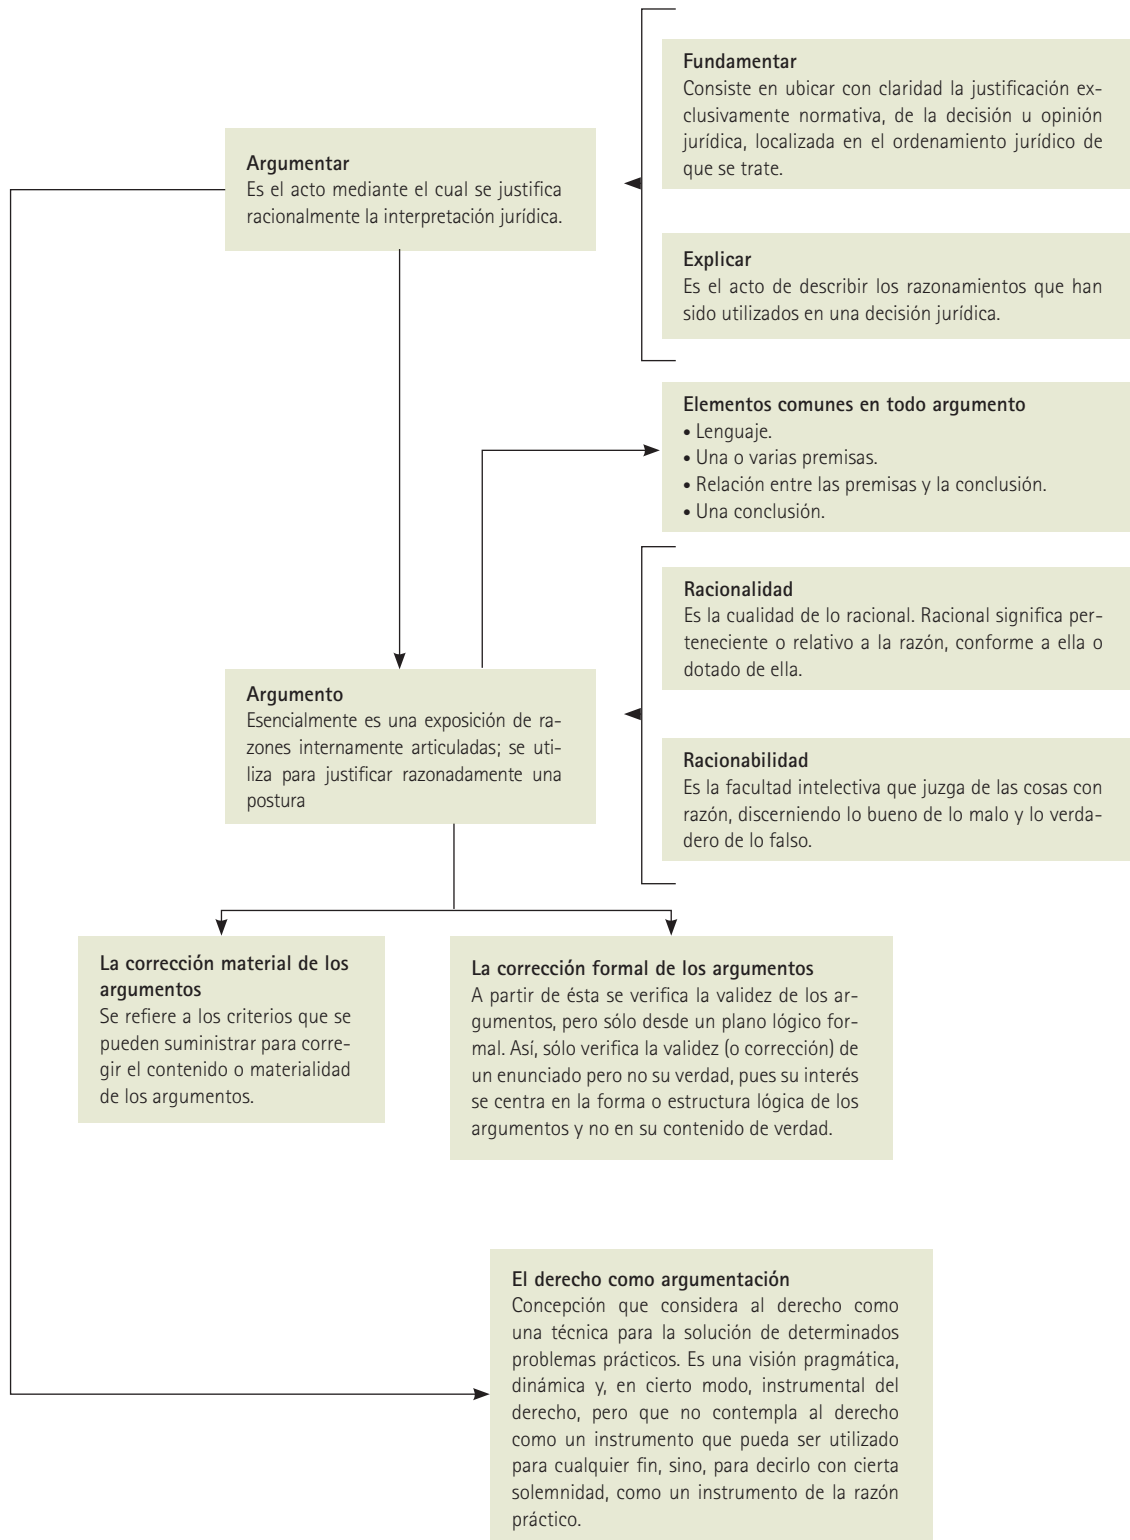 Fundamentar
Consiste en ubicar con claridad la justificación ex-
clusivamente normativa, de la decisión u opinión
jurídica, localizada en el ordenamiento jurídico de
que se trate.
Argumentar
Es el acto mediante el cual se justifica
racionalmente la interpretación jurídica.
Explicar
Es el acto de describir los razonamientos que han
sido utilizados en una decisión jurídica.
Elementos comunes en todo argumento
• Lenguaje.
• Una o varias premisas.
• Relación entre las premisas y la conclusión.
• Una conclusión.
Racionalidad
Es la cualidad de lo racional. Racional significa per-
teneciente o relativo a la razón, conforme a ella o
dotado de ella.
Argumento
Esencialmente es una exposición de ra-
zones internamente articuladas; se uti-
liza para justificar razonadamente una
postura
Racionabilidad
Es la facultad intelectiva que juzga de las cosas con
razón, discerniendo lo bueno de lo malo y lo verda-
dero de lo falso.
La corrección material de los
argumentos
Se refiere a los criterios que se
pueden suministrar para corre-
gir el contenido o materialidad
de los argumentos.
La corrección formal de los argumentos
A partir de ésta se verifica la validez de los ar-
gumentos, pero sólo desde un plano lógico for-
mal. Así, sólo verifica la validez (o corrección) de
un enunciado pero no su verdad, pues su interés
se centra en la forma o estructura lógica de los
argumentos y no en su contenido de verdad.
El derecho como argumentación
Concepción que considera al derecho como
una técnica para la solución de determinados
problemas prácticos. Es una visión pragmática,
dinámica y, en cierto modo, instrumental del
derecho, pero que no contempla al derecho
como un instrumento que pueda ser utilizado
para cualquier fin, sino, para decirlo con cierta
solemnidad, como un instrumento de la razón
práctico.